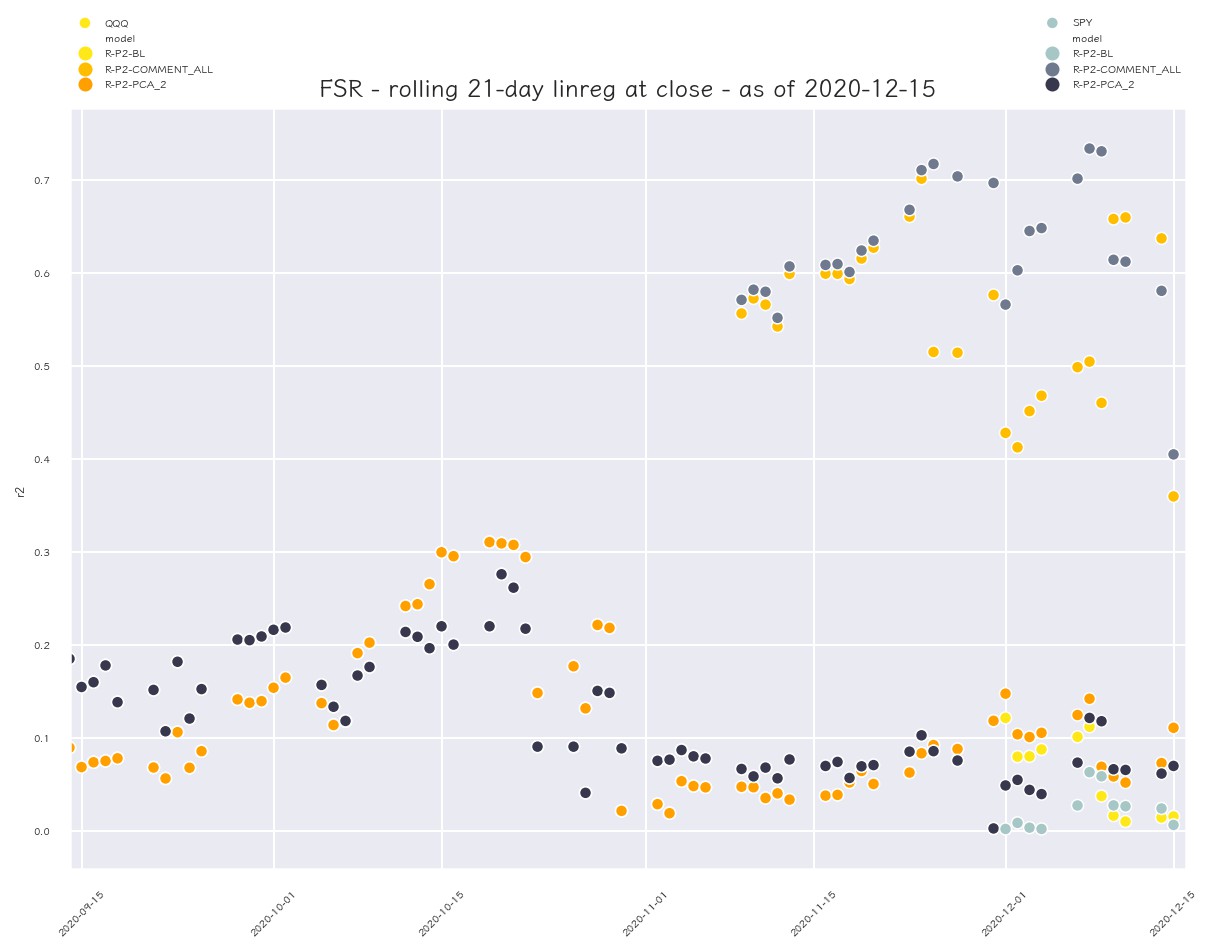 QQQ
model
R-P2-BL
R-P2-COMMENT_ALL
R-P2-PCA_2
SPY
model
R-P2-BL
R-P2-COMMENT_ALL
R-P2-PCA_2
FSR - rolling 21-day linreg at close - as of 2020-12-15
0.7
0.6
0.5
0.4
0.3
0.2
0.1
0.0
r2
2020-09-15
2020-10-01
2020-10-15
2020-11-01
2020-11-15
2020-12-01
2020-12-15